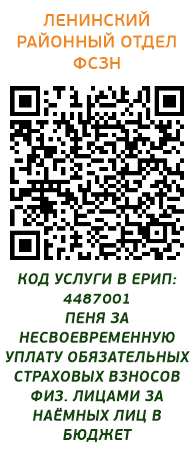 ЛЕНИНСКИЙ
РАЙОННЫЙ ОТДЕЛ
ФСЗН
КОД УСЛУГИ В ЕРИП:
4487001
ПЕНЯ ЗА
НЕСВОЕВРЕМЕННУЮ
УПЛАТУ ОБЯЗАТЕЛЬНЫХ
СТРАХОВЫХ ВЗНОСОВ
ФИЗ. ЛИЦАМИ ЗА
НАЁМНЫХ ЛИЦ В
БЮДЖЕТ